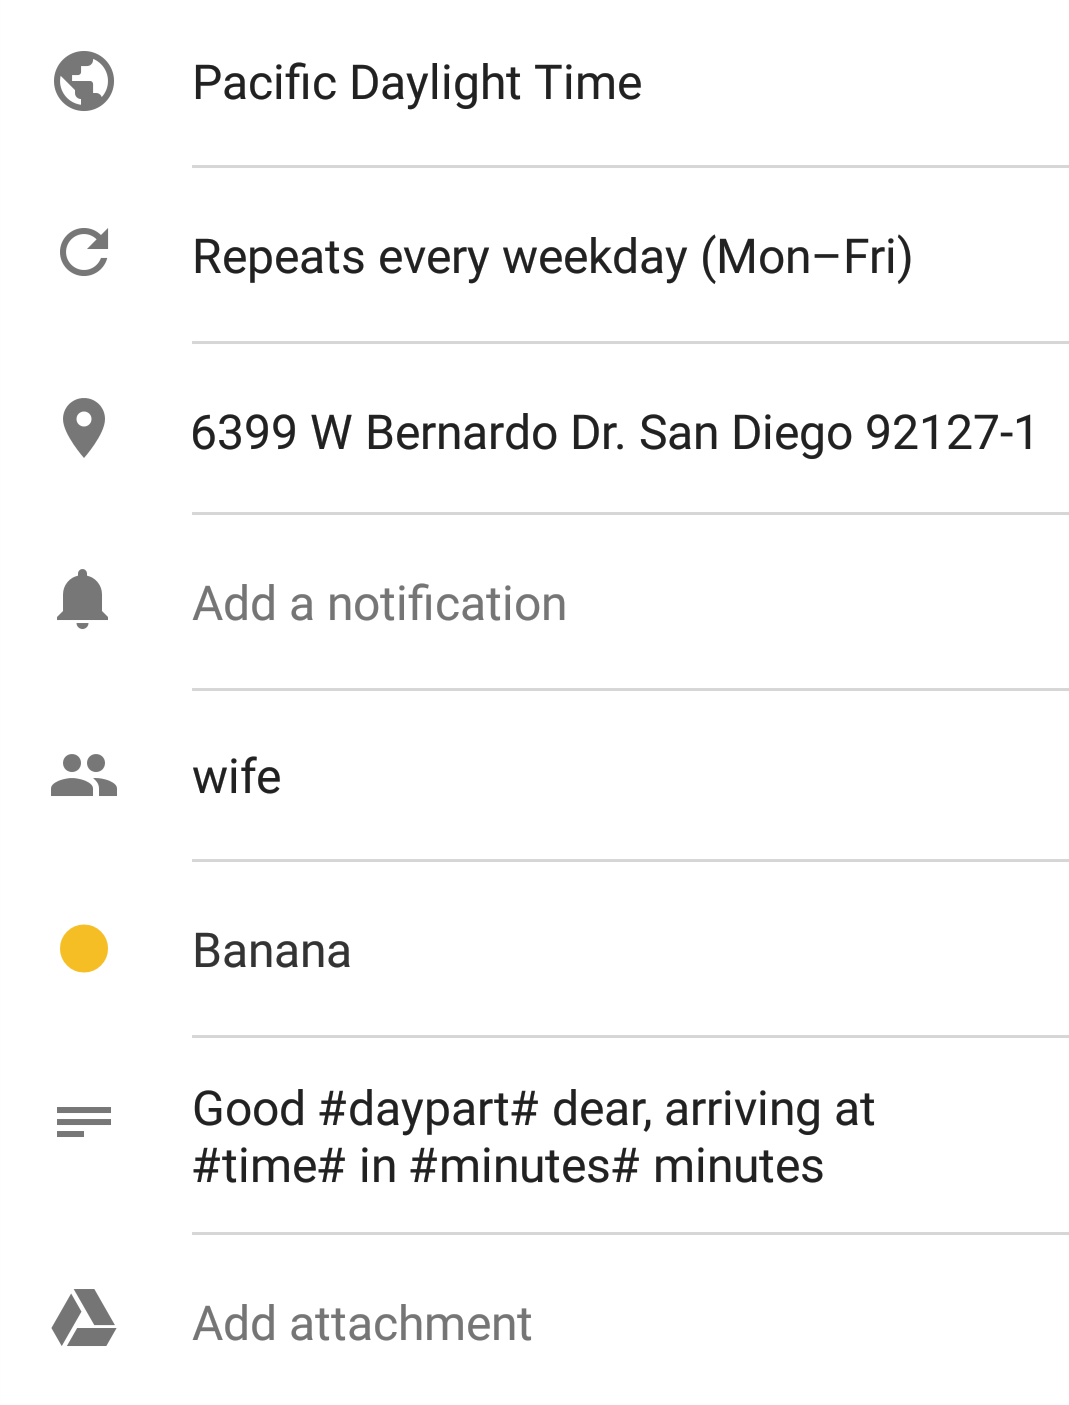 Pacific Daylight Time
Repeats every weekday (Mon–Fri)
6399 W Bernardo Dr. San Diego 92127-1
Add a notification
wife
Banana
Good #daypart# dear, arriving at
#time# in #minutes# minutes
Add attachment